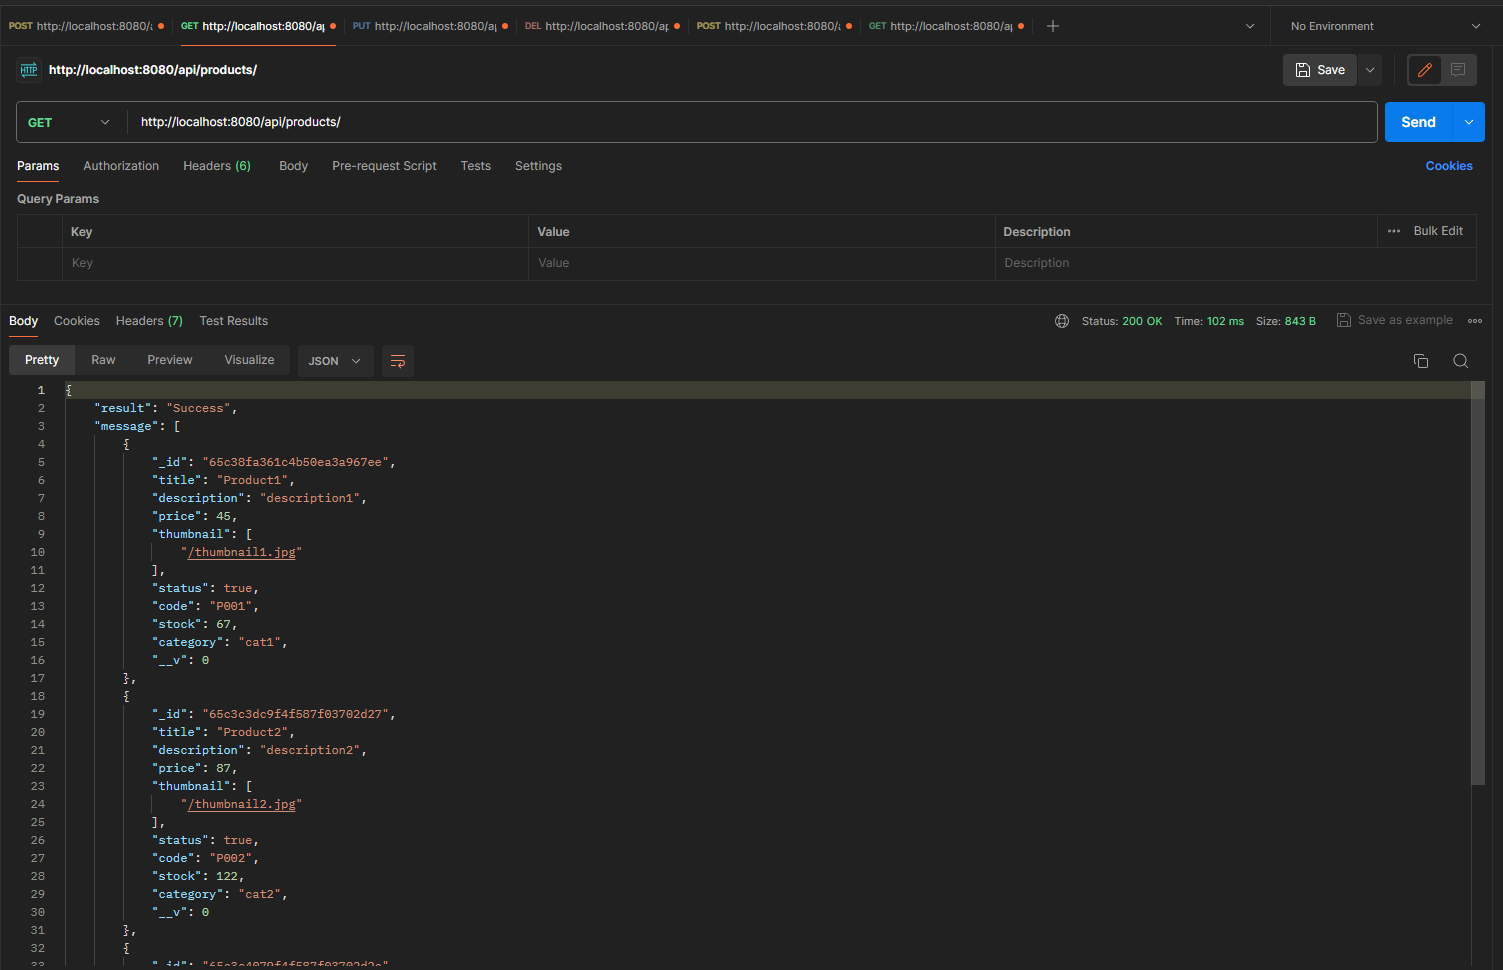 POST http://localhost:8080/a GET http://localhost:8080/ap PUT http://localhost:8080/ap DEL http://localhost:8080/ap POST http://localhost:8080/a GET http://localhost:8080/ap No Environment
HTTP http://localhost:8080/api/products/ Save
GET http://localhost:8080/api/products/ Send
Params Authorization Headers (6) Body Pre-request Script Tests Settings Cookies
Query Params
Key Value Description ••• Bulk Edit
Key Value Description
Body Cookies Headers (7) Test Results Status: 200 OK Time: 102 ms Size: 843 B Save as example
Pretty Raw Preview Visualize JSON
1 {
2 "result": "Success",
3 "message": [
4 {
5 "_id": "65c38fa361c4b50ea3a967ee",
6 "title": "Product1",
7 "description": "description1",
8 "price": 45,
9 "thumbnail": [
10 "/thumbnail1.jpg"
11 ],
12 "status": true,
13 "code": "P001",
14 "stock": 67,
15 "category": "cat1",
16 "__v": 0
17 },
18 {
19 "_id": "65c3c3dc9f4f587f03702d27",
20 "title": "Product2",
21 "description": "description2",
22 "price": 87,
23 "thumbnail": [
24 "/thumbnail2.jpg"
25 ],
26 "status": true,
27 "code": "P002",
28 "stock": 122,
29 "category": "cat2",
30 "__v": 0
31 },
32 {
33 "_id":